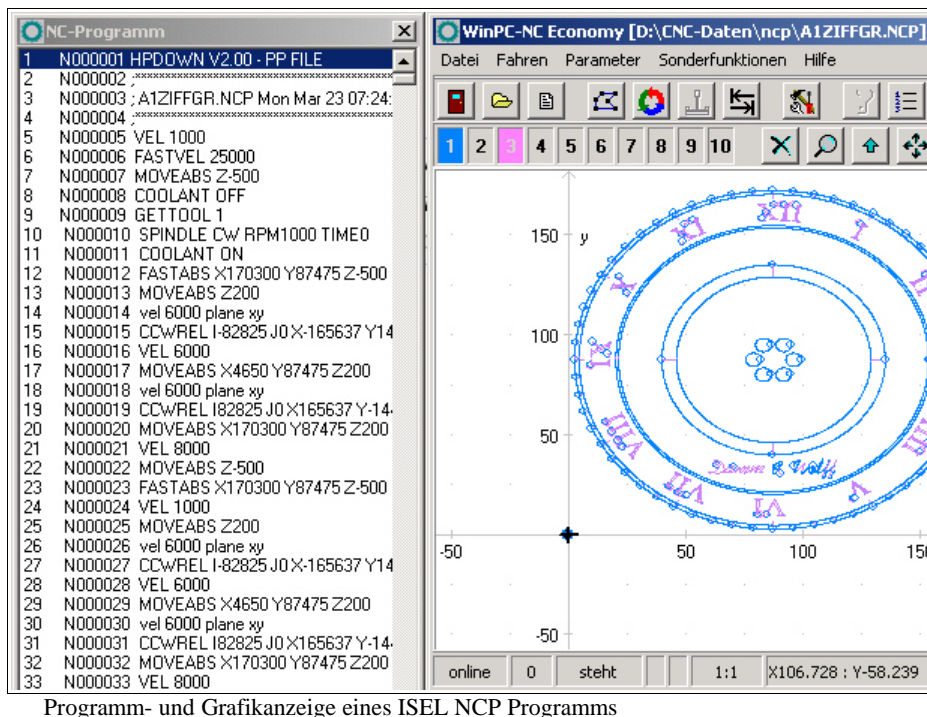 NC-Programm
1 N000001 HPDOWN V2.00 - PP FILE
2 N000002 ;**************************************
3 N000003 ; A1ZIFFGR.NCP Mon Mar 23 07:24:
4 N000004 ;**************************************
5 N000005 VEL 1000
6 N000006 FASTVEL 25000
7 N000007 MOVEABS Z-500
8 N000008 COOLANT OFF
9 N000009 GETTOOL 1
10 N000010 SPINDLE CW RPM1000 TIME0
11 N000011 COOLANT ON
12 N000012 FASTABS X170300 Y87475 Z-500
13 N000013 MOVEABS Z200
14 N000014 vel 6000 plane xy
15 N000015 CCWREL I-82825 J0 X-165637 Y14
16 N000016 VEL 6000
17 N000017 MOVEABS X4650 Y87475 Z200
18 N000018 vel 6000 plane xy
19 N000019 CCWREL I82825 J0 X165637 Y-14
20 N000020 MOVEABS X170300 Y87475 Z200
21 N000021 VEL 8000
22 N000022 MOVEABS Z-500
23 N000023 FASTABS X170300 Y87475 Z-500
24 N000024 VEL 1000
25 N000025 MOVEABS Z200
26 N000026 vel 6000 plane xy
27 N000027 CCWREL I-82825 J0 X-165637 Y14
28 N000028 VEL 6000
29 N000029 MOVEABS X4650 Y87475 Z200
30 N000030 vel 6000 plane xy
31 N000031 CCWREL I82825 J0 X165637 Y-14
32 N000032 MOVEABS X170300 Y87475 Z200
33 N000033 VEL 8000
WinPC-NC Economy [D:\CNC-Daten\ncp\A1ZIFFGR.NCP]
Datei Fahren Parameter Sonderfunktionen Hilfe
1 2 3 4 5 6 7 8 9 10
150 y
100
50
-50 50 100 150
-50
XII
I
II
IIII
V
VI
VII
VIII
IX
X
XI
& Wolff
online 0 steht 1:1 X106.728 : Y-58.239
Programm- und Grafikanzeige eines ISEL NCP Programms